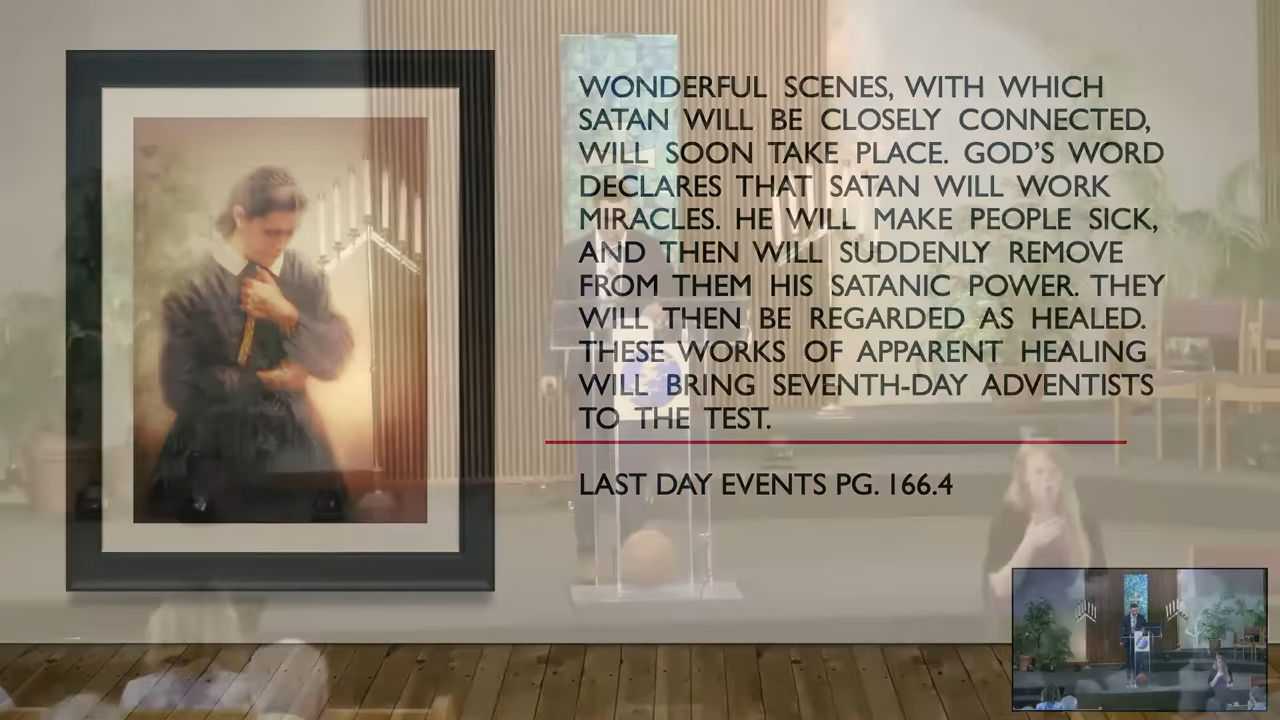 WONDERFUL SCENES, WITH WHICH
SATAN WILL BE CLOSELY CONNECTED,
WILL SOON TAKE PLACE. GOD'S WORD
DECLARES THAT SATAN WILL WORK
MIRACLES. HE WILL MAKE PEOPLE SICK,
AND THEN WILL SUDDENLY REMOVE
FROM THEM HIS SATANIC POWER. THEY
WILL THEN BE REGARDED AS HEALED.
THESE WORKS OF APPARENT HEALING
WILL BRING SEVENTH-DAY ADVENTISTS
TO THE TEST.
LAST DAY EVENTS PG. 166.4